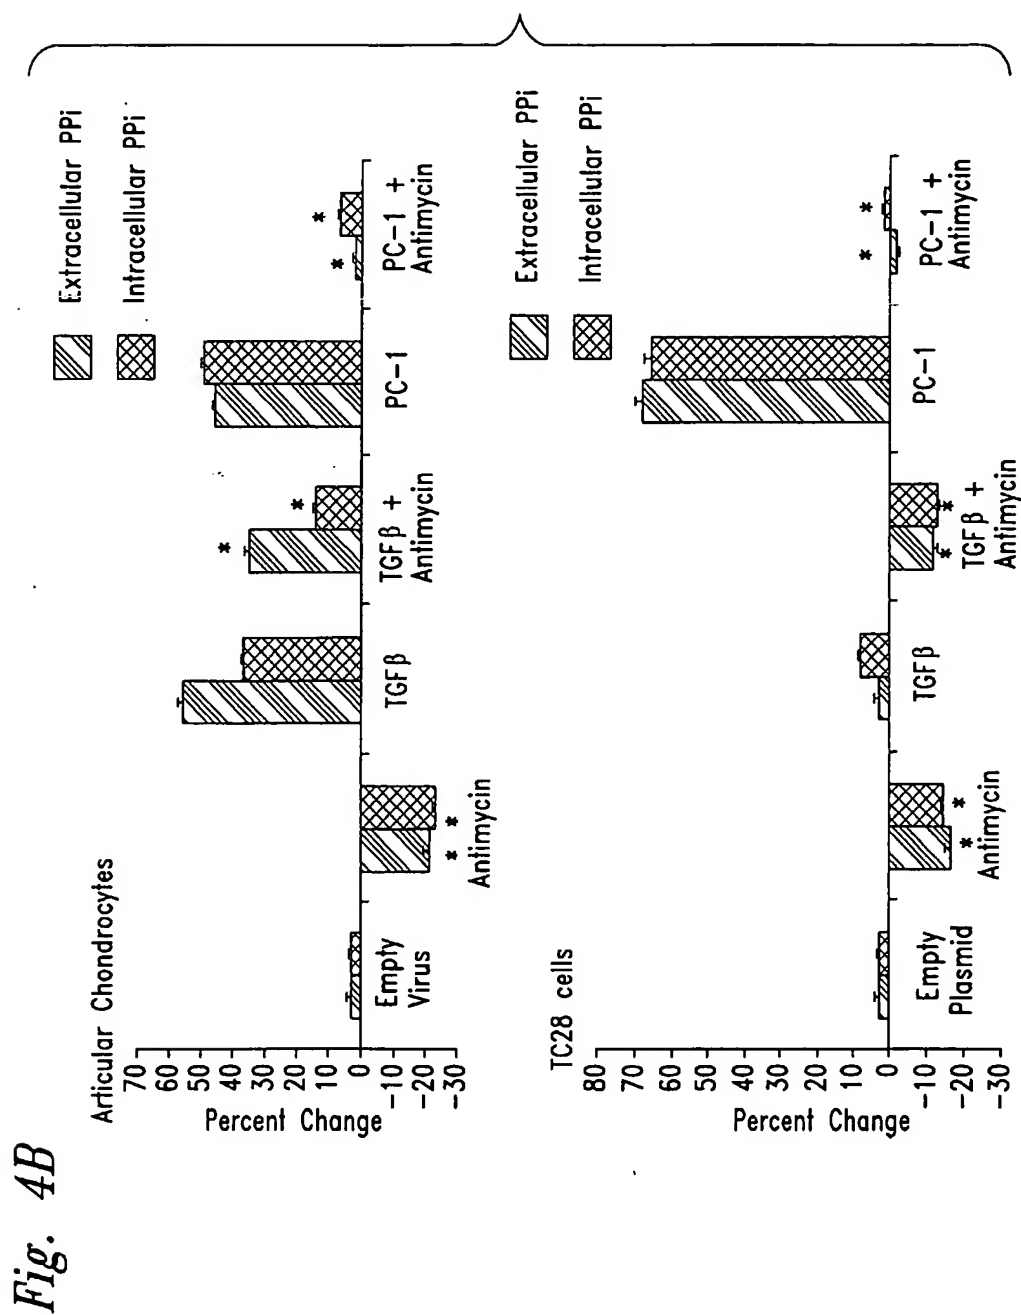 Fig. 4B
Articular Chondrocytes
Extracellular PPi
Intracellular PPi
Percent Change
70
60
50
40
30
20
10
0
-10
-20
-30
*
*
*
*
*
*
Empty
Virus
Antimycin
TGFβ
TGFβ +
Antimycin
PC-1
PC-1 +
Antimycin
TC28 cells
Extracellular PPi
Intracellular PPi
Percent Change
80
70
60
50
40
30
20
10
0
-10
-20
-30
*
*
*
*
*
*
Empty
Plasmid
Antimycin
TGFβ
TGFβ +
Antimycin
PC-1
PC-1 +
Antimycin